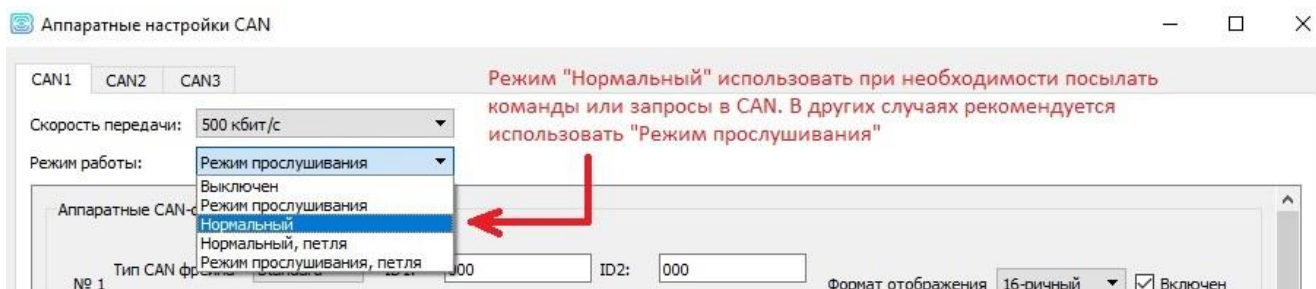 Аппаратные настройки CAN
CAN1 CAN2 CAN3
Режим "Нормальный" использовать при необходимости посылать
команды или запросы в CAN. В других случаях рекомендуется
использовать "Режим прослушивания"
Скорость передачи: 500 кбит/с
Режим работы: Режим прослушивания
Выключен
Аппаратные Режим прослушивания
Нормальный
Нормальный, петля
Режим прослушивания, петля
Тип CAN 000 ID2: 000
№ 1 Формат отображения 16-ричный Включен